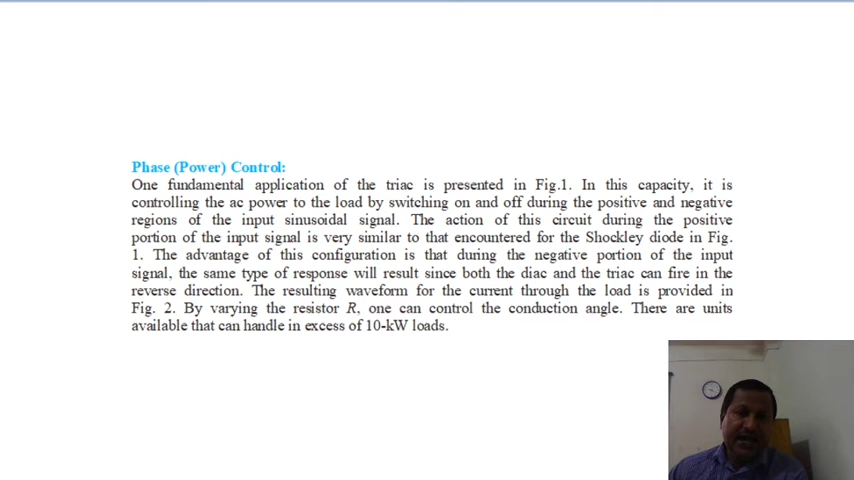 Phase (Power) Control:
One fundamental application of the triac is presented in Fig.1. In this capacity, it is
controlling the ac power to the load by switching on and off during the positive and negative
regions of the input sinusoidal signal. The action of this circuit during the positive
portion of the input signal is very similar to that encountered for the Shockley diode in Fig.
1. The advantage of this configuration is that during the negative portion of the input
signal, the same type of response will result since both the diac and the triac can fire in the
reverse direction. The resulting waveform for the current through the load is provided in
Fig. 2. By varying the resistor R, one can control the conduction angle. There are units
available that can handle in excess of 10-kW loads.